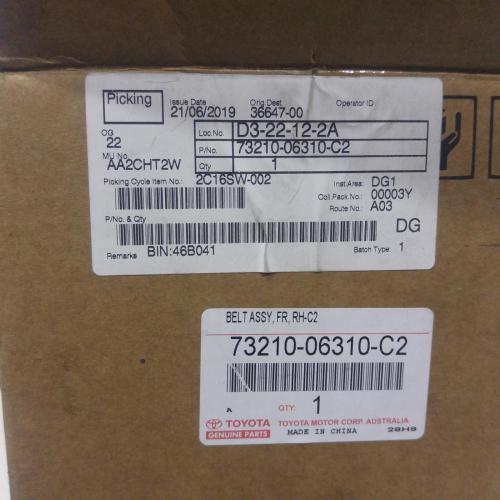 Picking
Issue Date
21/06/2019
Orig.Dest
36647-00
Operator ID
OG
22
Loc.No. D3-22-12-2A
P/No. 73210-06310-C2
Qty 1
MU No.
AA2CHT2W
Picking Cycle Item No.: 2C16SW-002
Inst.Area: DG1
Coll.Pack.No.: 00003Y
Route No.: A03
P/No. & Qty
DG
Remarks BIN:46B041
Batch Type: 1
BELT ASSY, FR, RH-C2
73210-06310-C2
A
QTY: 1
TOYOTA
GENUINE PARTS
TOYOTA MOTOR CORP. AUSTRALIA
MADE IN CHINA
28H8